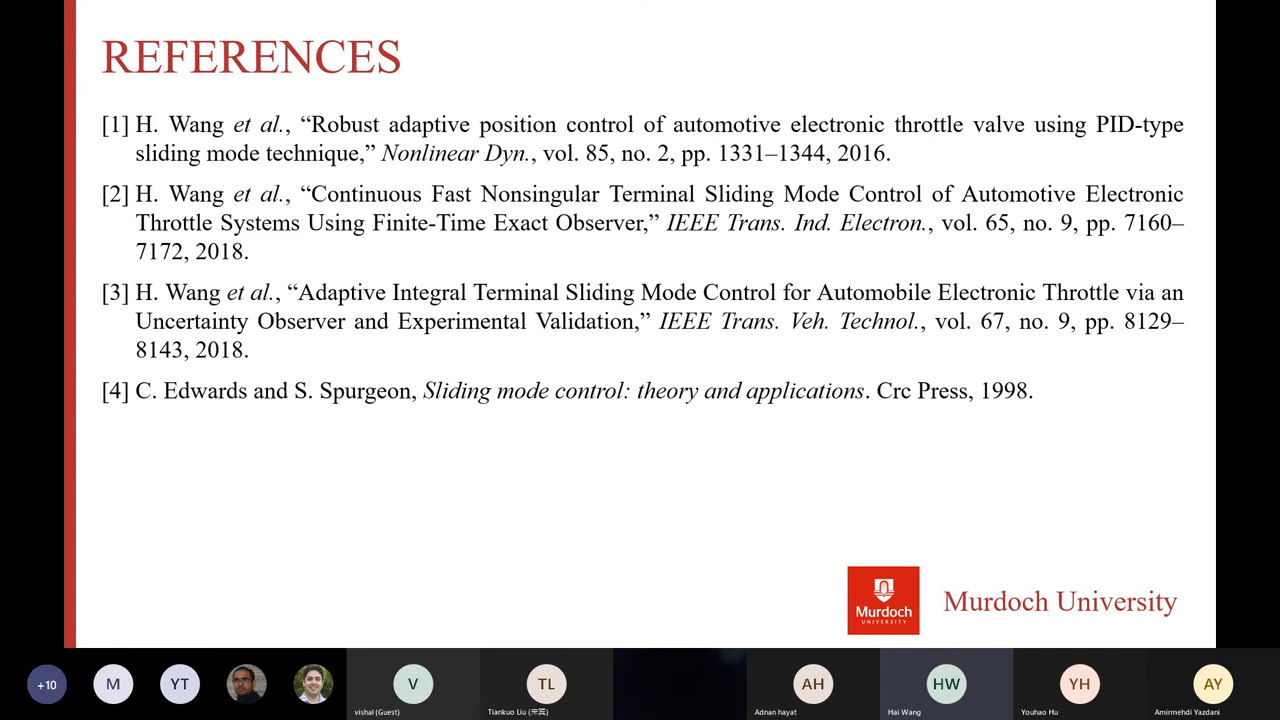 REFERENCES
[1] H. Wang et al., “Robust adaptive position control of automotive electronic throttle valve using PID-type
sliding mode technique,” Nonlinear Dyn., vol. 85, no. 2, pp. 1331–1344, 2016.
[2] H. Wang et al., “Continuous Fast Nonsingular Terminal Sliding Mode Control of Automotive Electronic
Throttle Systems Using Finite-Time Exact Observer,” IEEE Trans. Ind. Electron., vol. 65, no. 9, pp. 7160–
7172, 2018.
[3] H. Wang et al., “Adaptive Integral Terminal Sliding Mode Control for Automobile Electronic Throttle via an
Uncertainty Observer and Experimental Validation,” IEEE Trans. Veh. Technol., vol. 67, no. 9, pp. 8129–
8143, 2018.
[4] C. Edwards and S. Spurgeon, Sliding mode control: theory and applications. Crc Press, 1998.
Murdoch
UNIVERSITY
Murdoch University
+10
M
YT
V
TL
AH
HW
YH
AY
vishal (Guest)
Tiankuo Liu
Adnan hayat
Hai Wang
Youhao Hu
Amirmehdi Yazdani